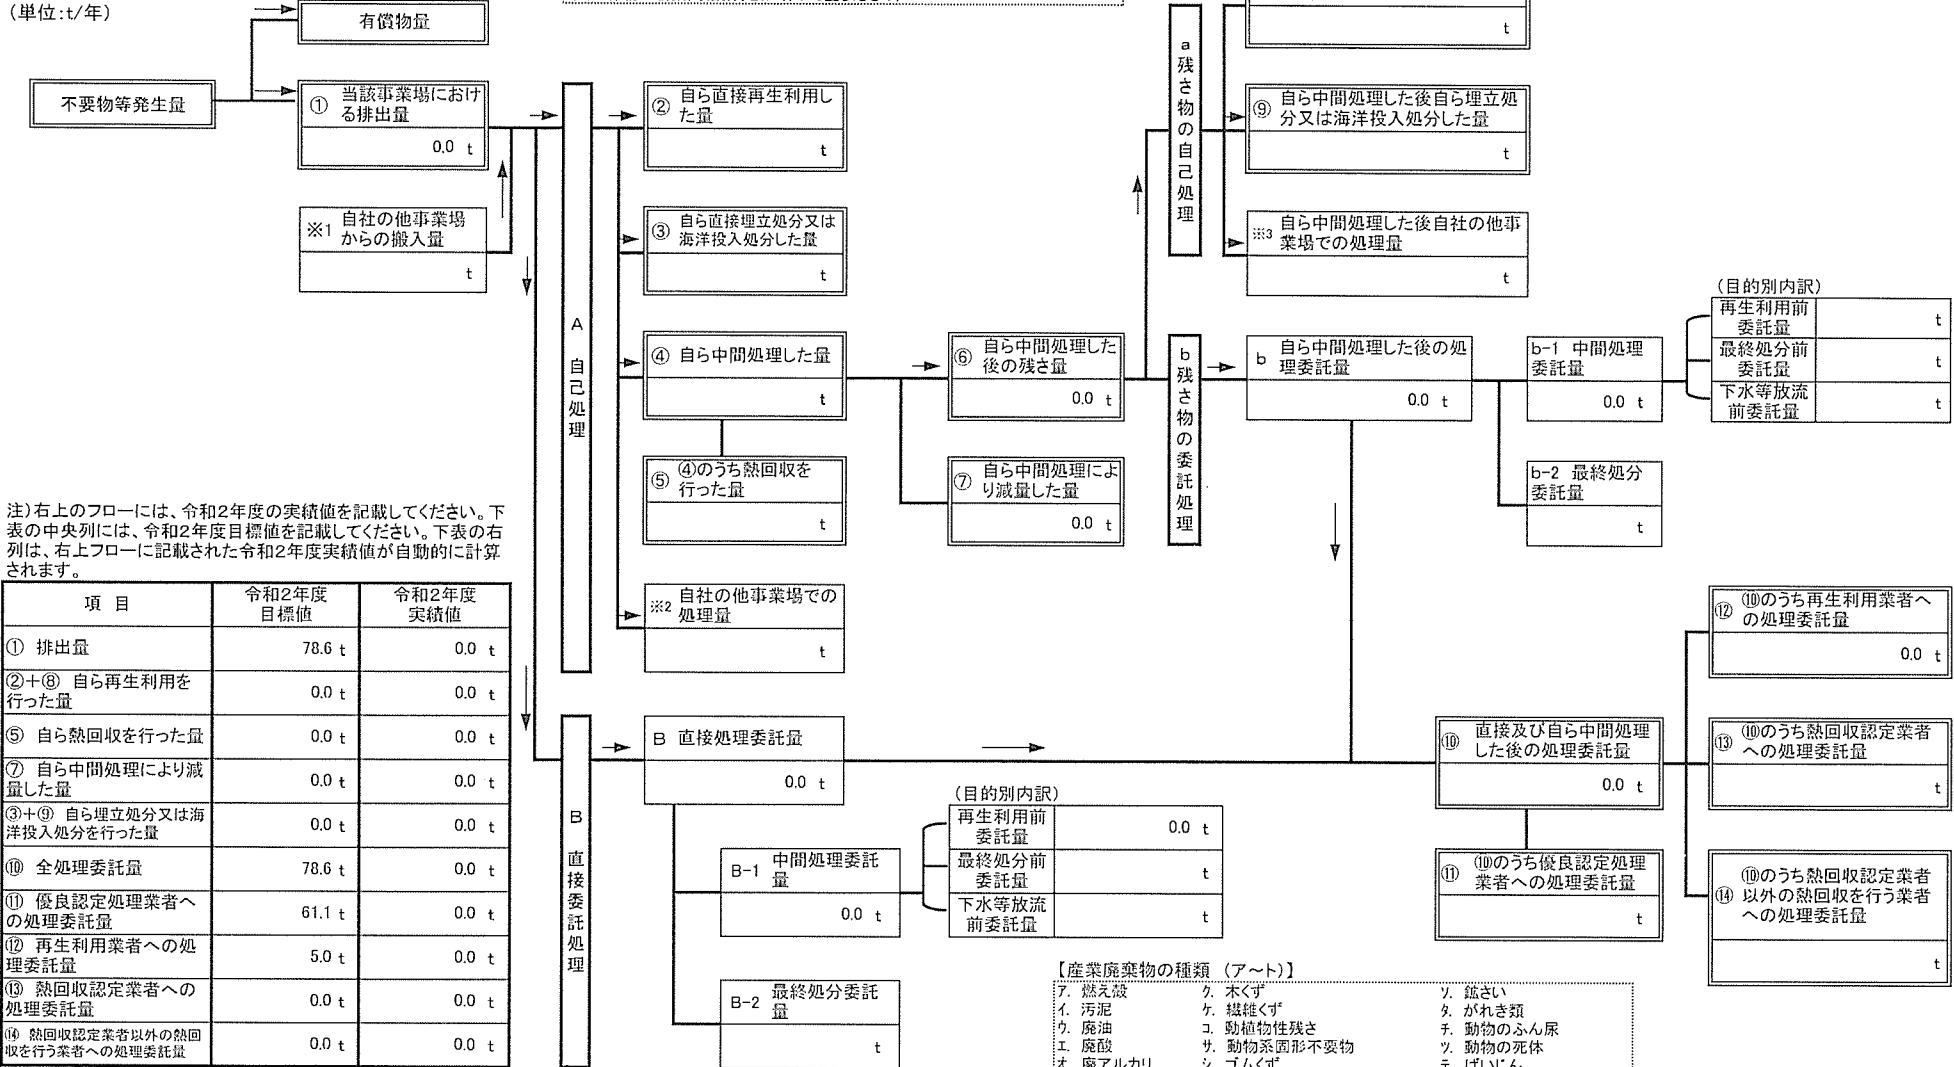 (単位:t/年)
有償物量
t
不要物等発生量
① 当該事業場におけ
る排出量
0.0 t
※1 自社の他事業場
からの搬入量
t
A 自己処理
② 自ら直接再生利用し
た量
t
③ 自ら直接埋立処分又は
海洋投入処分した量
t
④ 自ら中間処理した量
t
⑤ ④のうち熱回収を
行った量
t
※2 自社の他事業場での
処理量
t
⑥ 自ら中間処理した
後の残さ量
0.0 t
⑦ 自ら中間処理によ
り減量した量
0.0 t
a残さ物の自己処理
⑨ 自ら中間処理した後自ら埋立処
分又は海洋投入処分した量
t
※3 自ら中間処理した後自社の他事
業場での処理量
t
b残さ物の委託処理
b 自ら中間処理した後の処
理委託量
0.0 t
b-1 中間処理
委託量
0.0 t
(目的別内訳)
再生利用前
委託量 t
最終処分前
委託量 t
下水等放流
前委託量 t
b-2 最終処分
委託量
t
注)右上のフローには、令和2年度の実績値を記載してください。下
表の中央列には、令和2年度目標値を記載してください。下表の右
列は、右上フローに記載された令和2年度実績値が自動的に計算
されます。
項 目 令和2年度 目標値 令和2年度 実績値
① 排出量 78.6 t 0.0 t
②+⑧ 自ら再生利用を
行った量 0.0 t 0.0 t
⑤ 自ら熱回収を行った量 0.0 t 0.0 t
⑦ 自ら中間処理により減
量した量 0.0 t 0.0 t
③+⑨ 自ら埋立処分又は海
洋投入処分を行った量 0.0 t 0.0 t
⑩ 全処理委託量 78.6 t 0.0 t
⑪ 優良認定処理業者へ
の処理委託量 61.1 t 0.0 t
⑫ 再生利用業者への処
理委託量 5.0 t 0.0 t
⑬ 熱回収認定業者への
処理委託量 0.0 t 0.0 t
⑭ 熱回収認定業者以外の熱回
収を行う業者への処理委託量 0.0 t 0.0 t
B 直接委託処理
B 直接処理委託量
0.0 t
B-1 中間処理委託
量
0.0 t
(目的別内訳)
再生利用前
委託量 0.0 t
最終処分前
委託量 t
下水等放流
前委託量 t
B-2 最終処分委託
量
t
⑩ 直接及び自ら中間処理
した後の処理委託量
0.0 t
⑪ ⑩のうち優良認定処理
業者への処理委託量
t
⑫ ⑩のうち再生利用業者へ
の処理委託量
0.0 t
⑬ ⑩のうち熱回収認定業者
への処理委託量
t
⑭ ⑩のうち熱回収認定業者
以外の熱回収を行う業者
への処理委託量
t
【産業廃棄物の種類 (ア~ト)】
ア. 燃え殻 ク. 木くず ソ. 鉱さい
イ. 汚泥 ケ. 繊維くず タ. がれき類
ウ. 廃油 コ. 動植物性残さ チ. 動物のふん尿
エ. 廃酸 サ. 動物系固形不要物 ツ. 動物の死体
オ. 廃アルカリ シ. ゴムくず テ. ばいじん